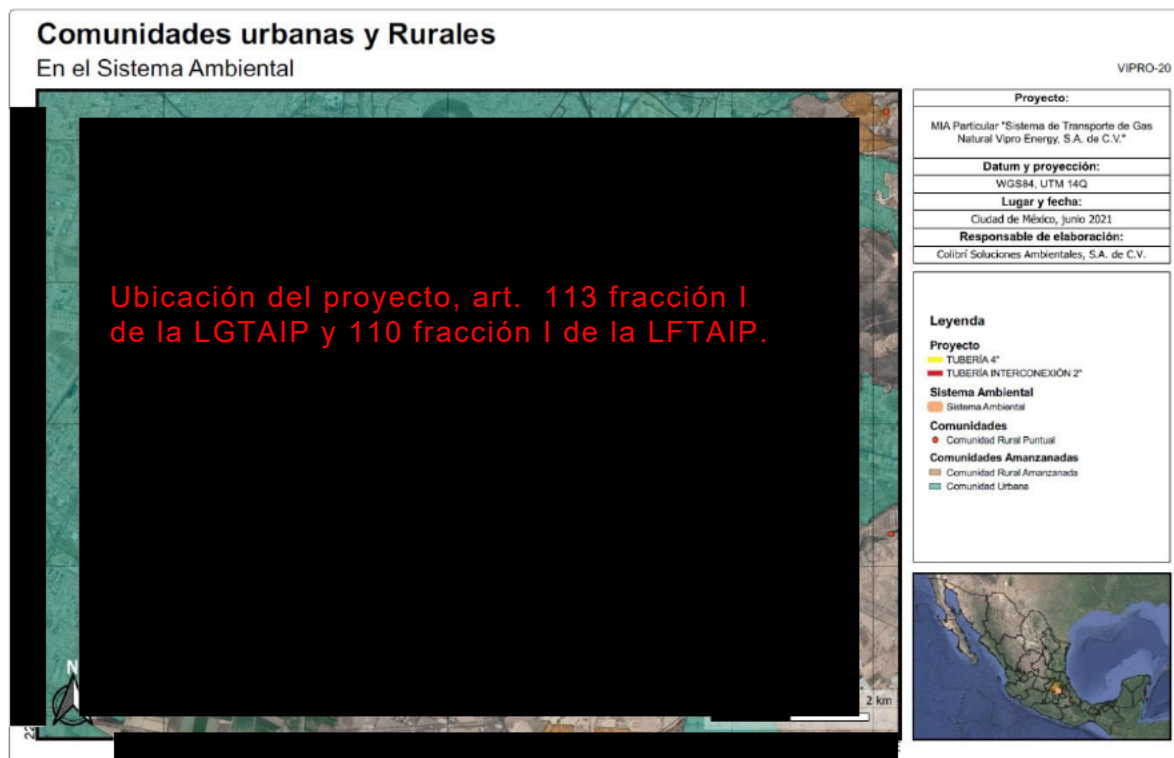 Comunidades urbanas y Rurales
En el Sistema Ambiental
VIPRO-20
Proyecto:
MIA Particular "Sistema de Transporte de Gas
Natural Vipro Energy, S.A. de C.V."
Datum y proyección:
WGS84, UTM 14Q
Lugar y fecha:
Ciudad de México, junio 2021
Responsable de elaboración:
Colibrí Soluciones Ambientales, S.A. de C.V.
Ubicación del proyecto, art. 113 fracción I
de la LGTAIP y 110 fracción I de la LFTAIP.
Leyenda
Proyecto
TUBERÍA 4"
TUBERÍA INTERCONEXIÓN 2"
Sistema Ambiental
Sistema Ambiental
Comunidades
Comunidad Rural Puntual
Comunidades Amanzanadas
Comunidad Rural Amanzanada
Comunidad Urbana
N
2 km